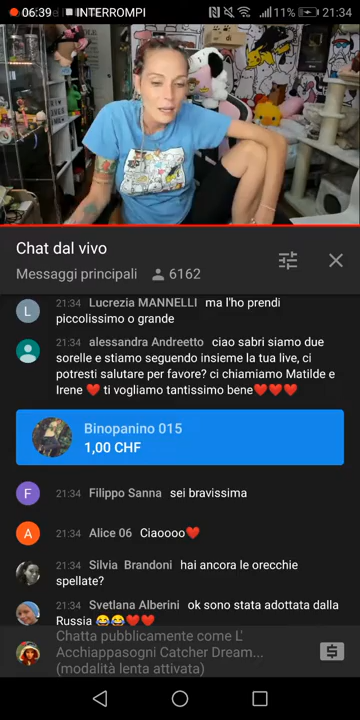 06:39 INTERROMPI 11% 21:34
Chat dal vivo
Messaggi principali 6162
L 21:34 Lucrezia MANNELLI ma l'ho prendi
piccolissimo o grande
21:34 alessandra Andreetto ciao sabri siamo due
sorelle e stiamo seguendo insieme la tua live, ci
potresti salutare per favore? ci chiamiamo Matilde e
Irene ❤️ ti vogliamo tantissimo bene❤️❤️❤️
Binopanino 015
1,00 CHF
F 21:34 Filippo Sanna sei bravissima
A 21:34 Alice 06 Ciaoooo❤️
21:34 Silvia Brandoni hai ancora le orecchie
spellate?
21:34 Svetlana Alberini ok sono stata adottata dalla
Russia 😂😂❤️❤️
Chatta pubblicamente come L'
Acchiappasogni Catcher Dream...
(modalità lenta attivata)